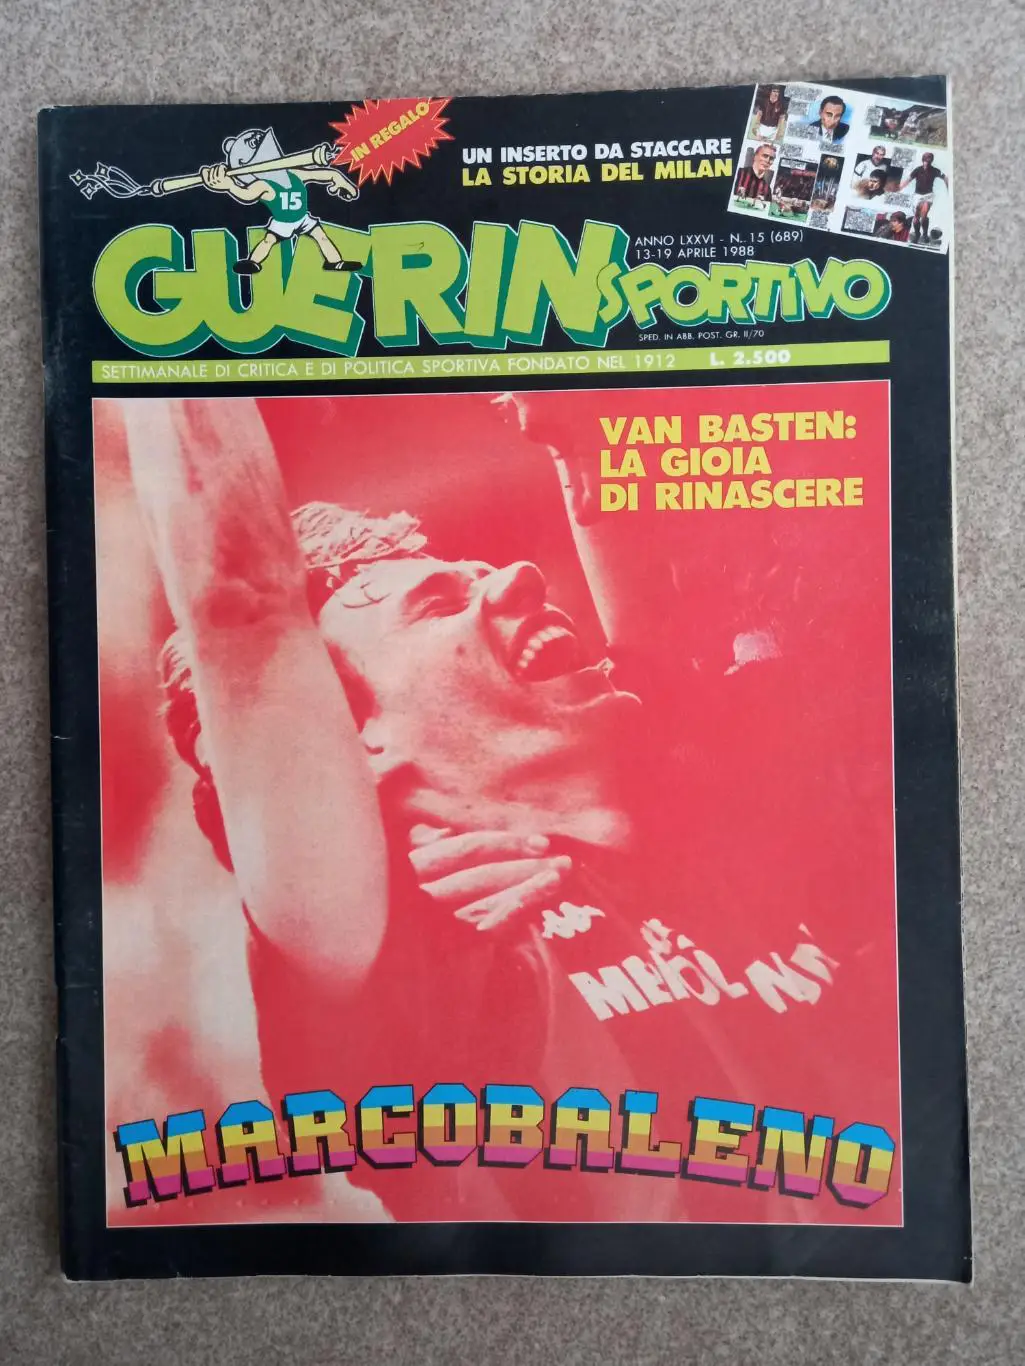 IN REGALO
UN INSERTO DA STACCARE
LA STORIA DEL MILAN
15
GUERIN SPORTIVO
ANNO LXXVI - N. 15 (689)
13-19 APRILE 1988
SPED. IN ABB. POST. GR. II/70
SETTIMANALE DI CRITICA E DI POLITICA SPORTIVA FONDATO NEL 1912 L. 2.500
VAN BASTEN:
LA GIOIA
DI RINASCERE
MARCOBALENO